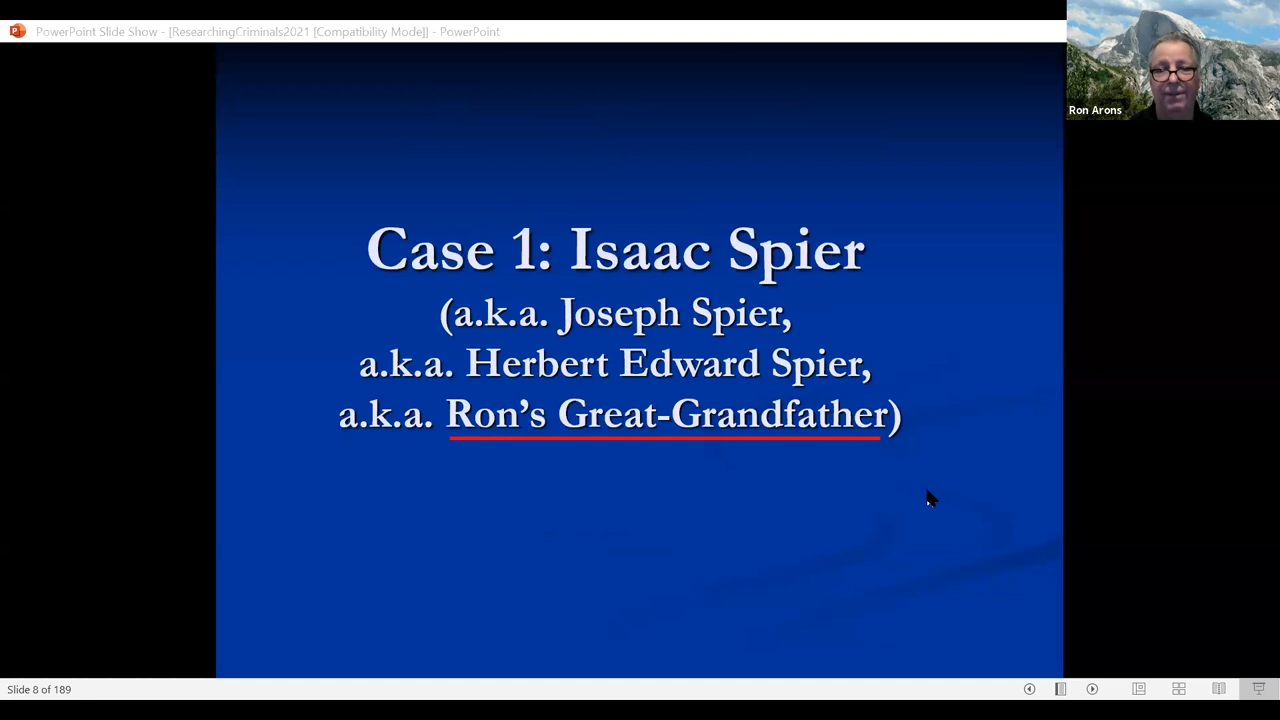 PowerPoint Slide Show - [ResearchingCriminals2021 [Compatibility Mode]] - PowerPoint
Ron Arons
Case 1: Isaac Spier
(a.k.a. Joseph Spier,
a.k.a. Herbert Edward Spier,
a.k.a. Ron’s Great-Grandfather)
Slide 8 of 189